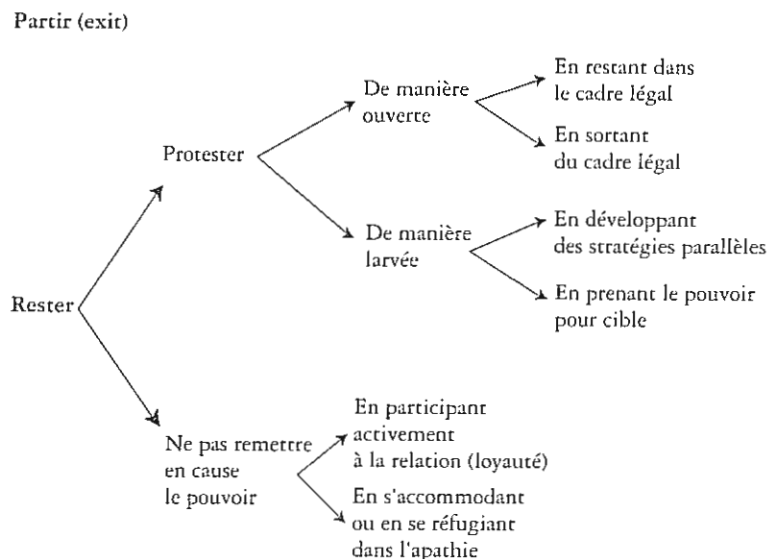 Partir (exit)
De manière
ouverte
En restant dans
le cadre légal
En sortant
du cadre légal
Protester
De manière
larvée
En développant
des stratégies parallèles
En prenant le pouvoir
pour cible
Rester
Ne pas remettre
en cause
le pouvoir
En participant
activement
à la relation (loyauté)
En s'accommodant
ou en se réfugiant
dans l'apathie